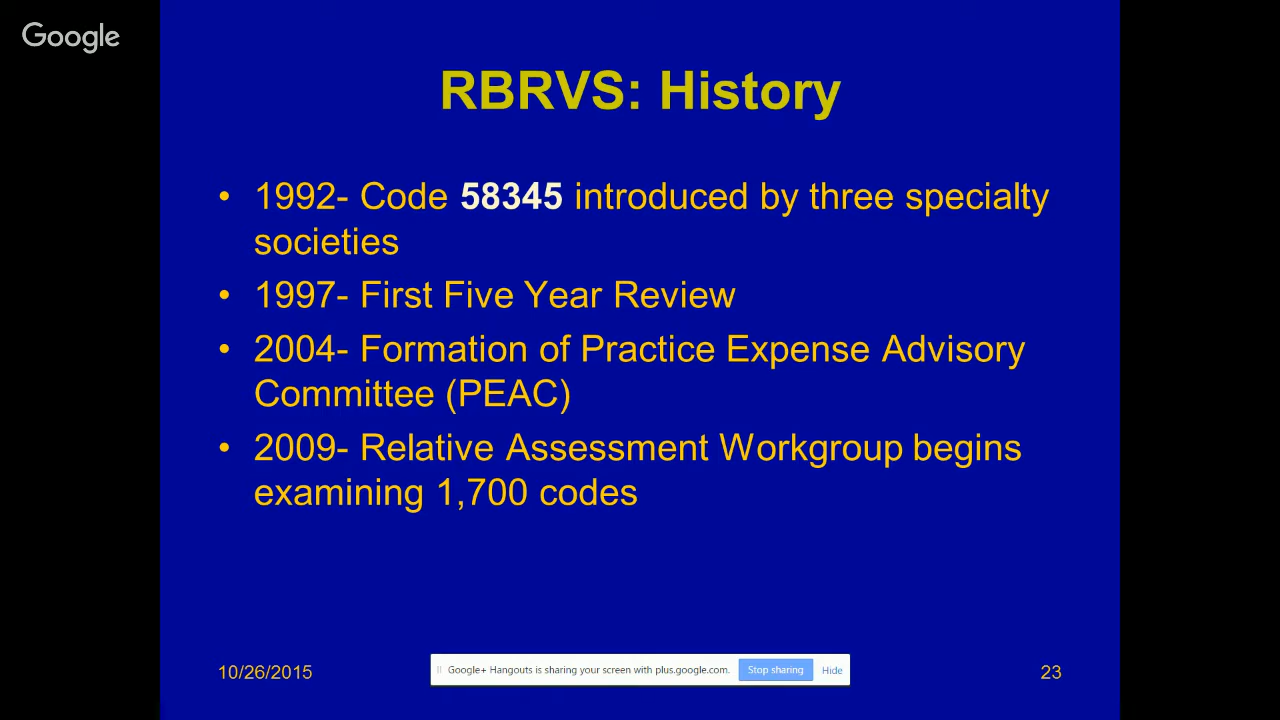 Google
RBRVS: History
• 1992- Code 58345 introduced by three specialty
societies
• 1997- First Five Year Review
• 2004- Formation of Practice Expense Advisory
Committee (PEAC)
• 2009- Relative Assessment Workgroup begins
examining 1,700 codes
10/26/2015
Google+ Hangouts is sharing your screen with plus.google.com. Stop sharing Hide
23